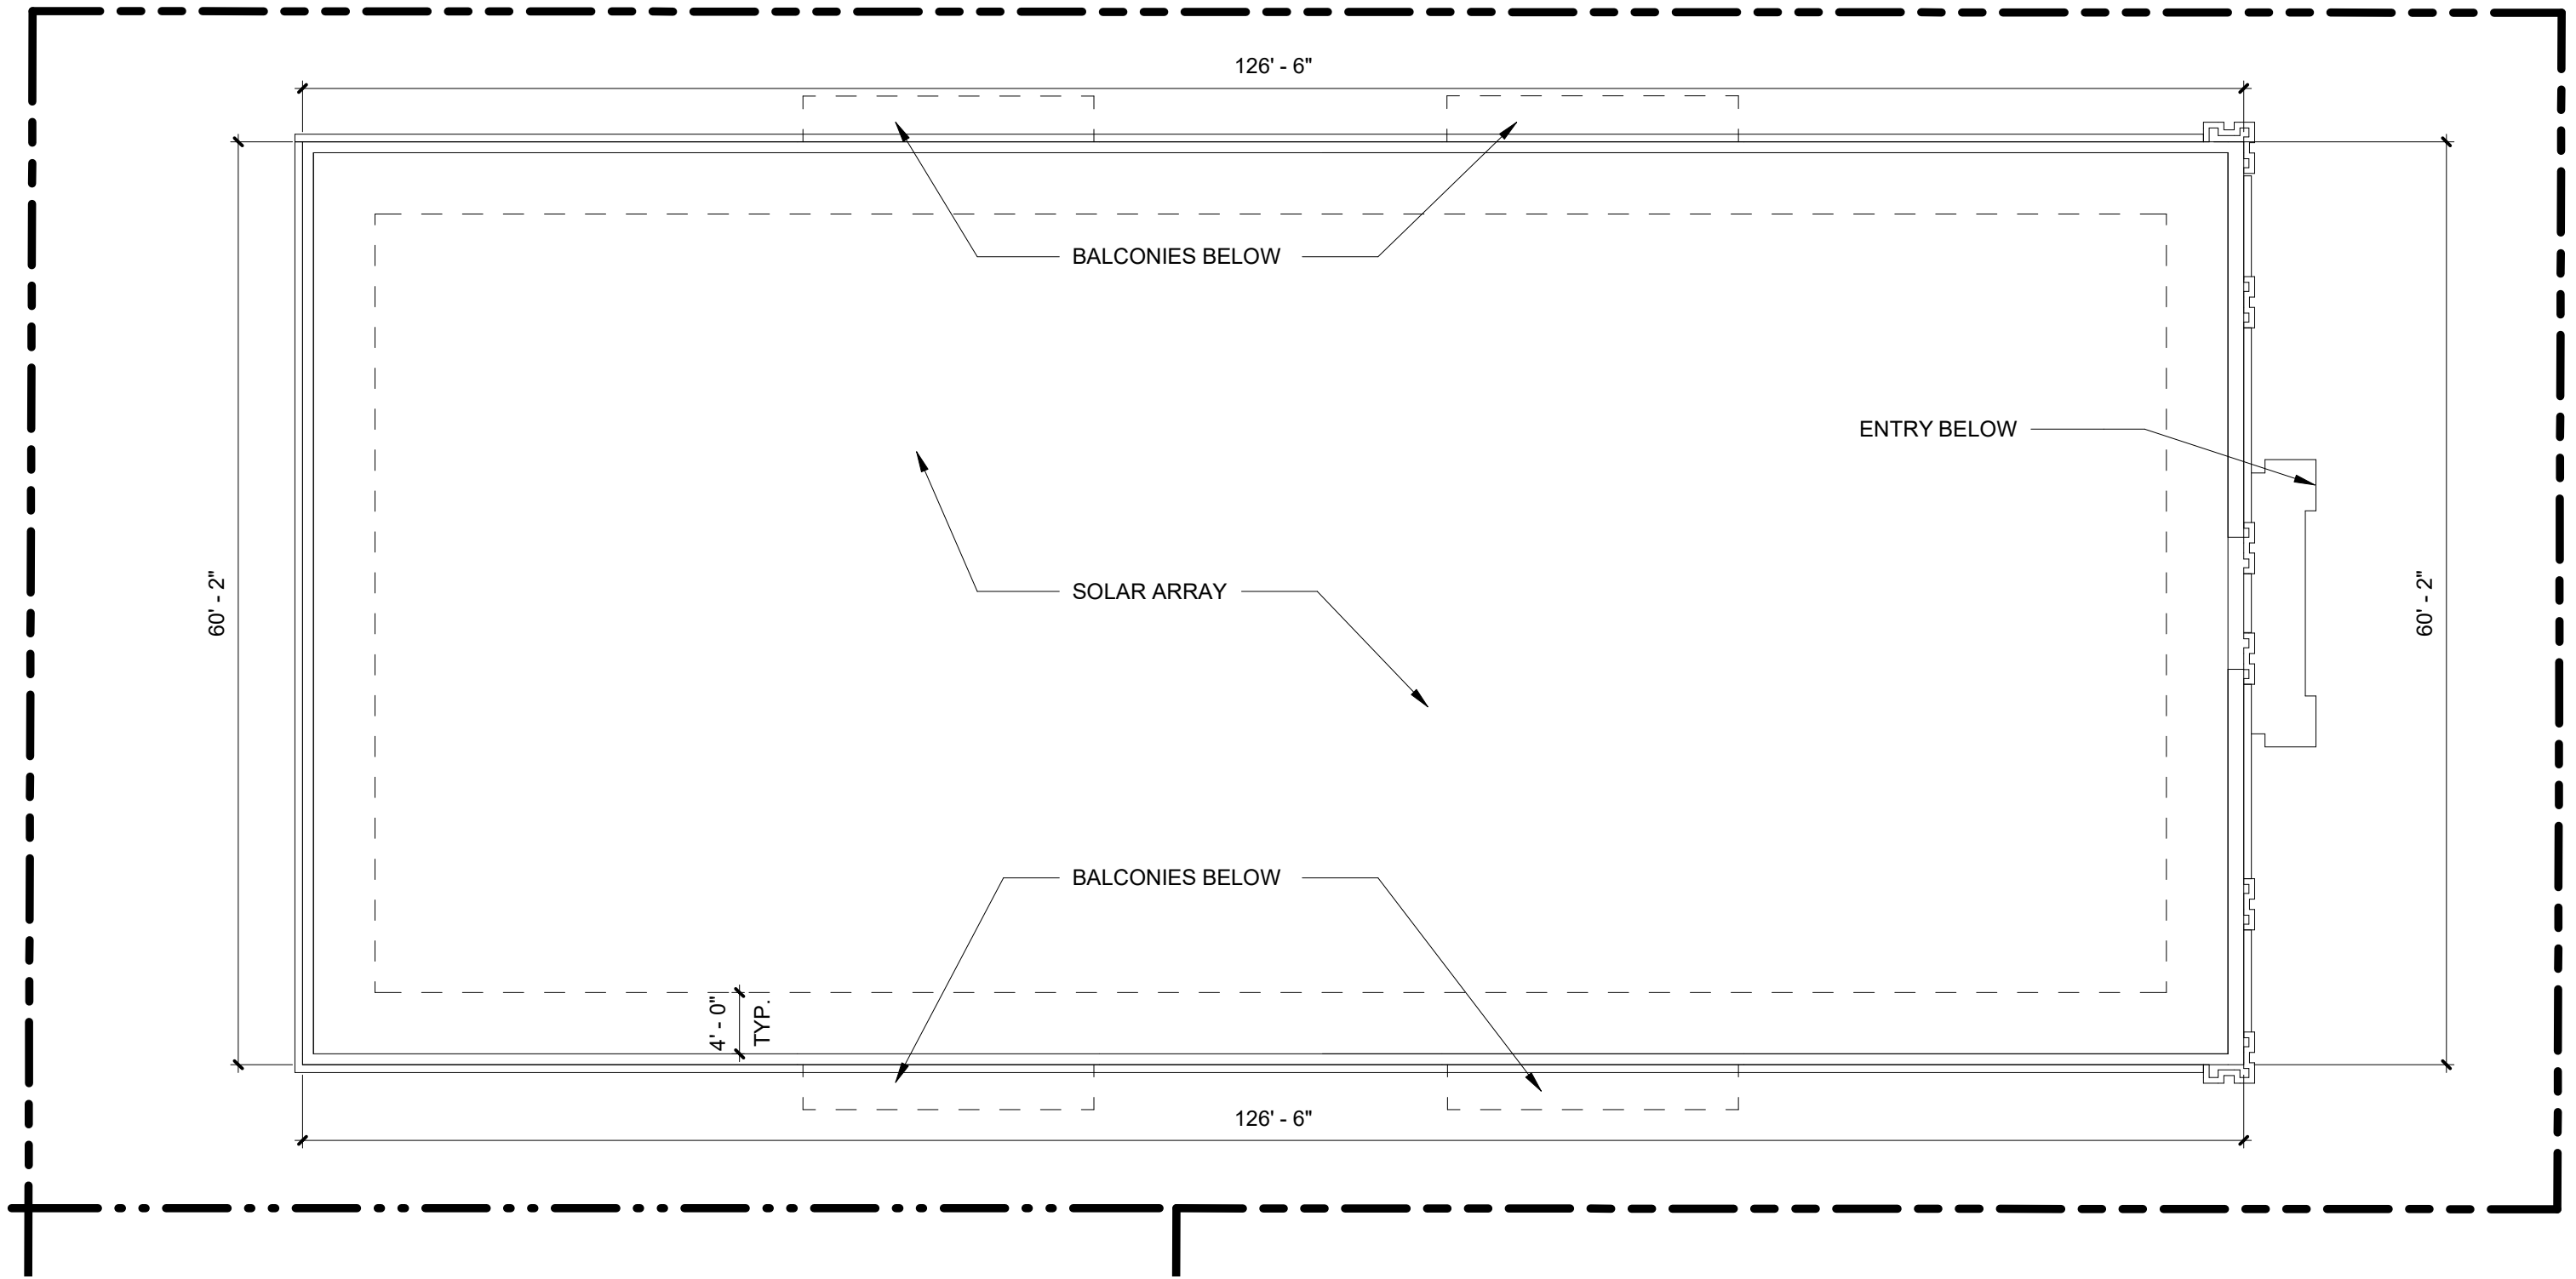 126' - 6"
BALCONIES BELOW
ENTRY BELOW
60' - 2"
SOLAR ARRAY
60' - 2"
BALCONIES BELOW
4' - 0"
TYP.
126' - 6"